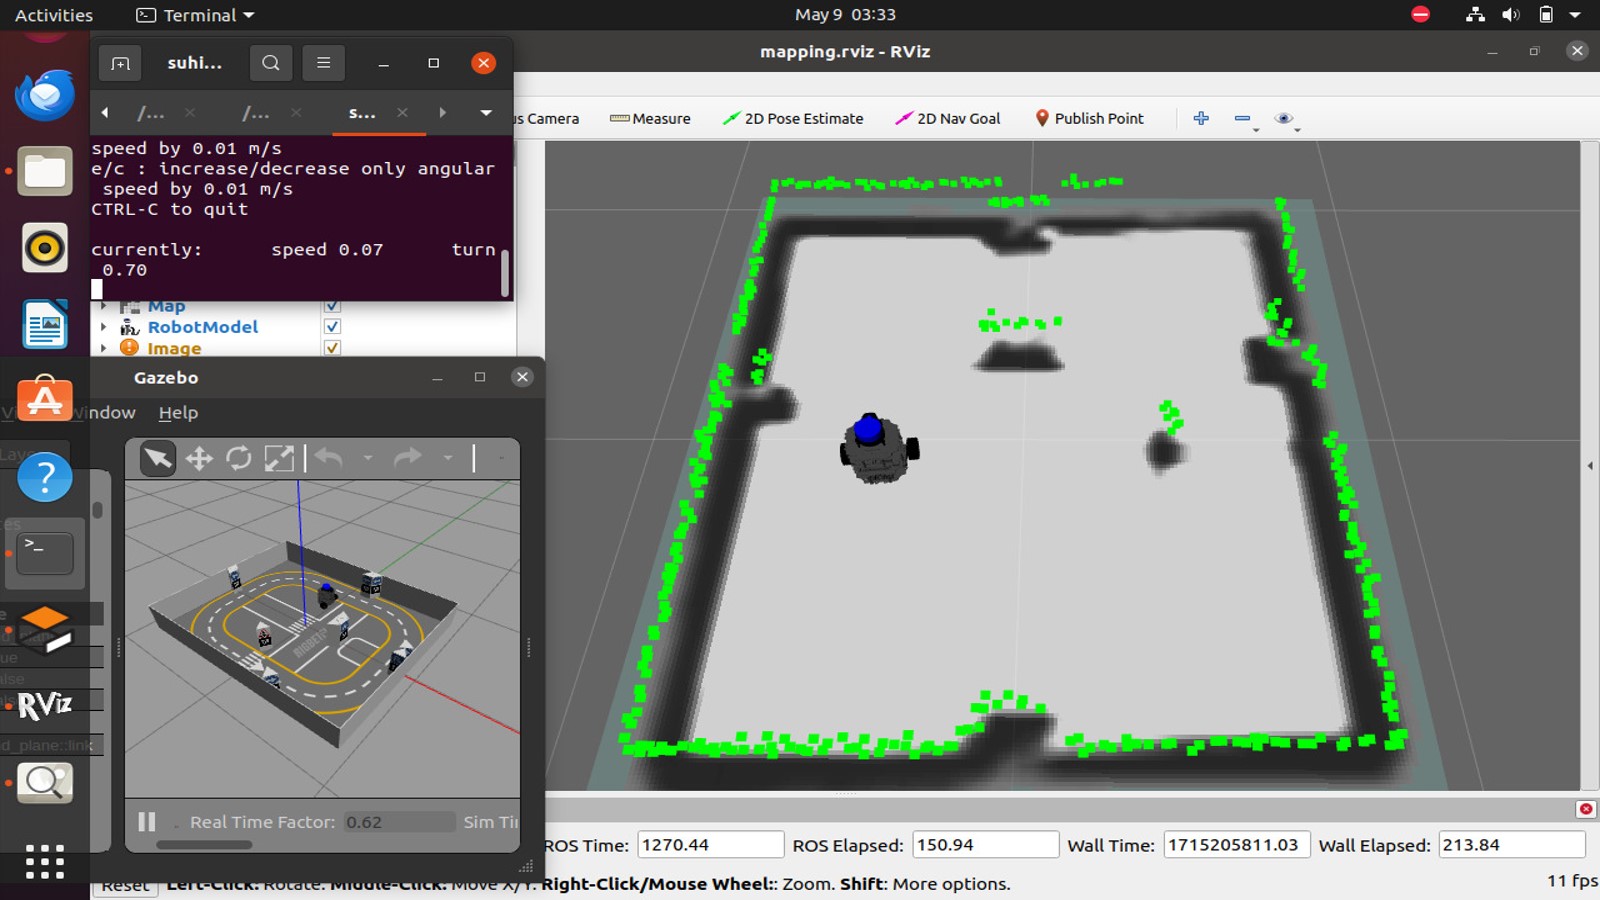 Activities
Terminal
May 9 03:33
mapping.rviz - RViz
suhi...
/...
/...
s...
Camera
Measure
2D Pose Estimate
2D Nav Goal
Publish Point
speed by 0.01 m/s
e/c : increase/decrease only angular
speed by 0.01 m/s
CTRL-C to quit
currently: speed 0.07 turn
0.70
Map
RobotModel
Image
Gazebo
Window
Help
RIGBETEL
Real Time Factor: 0.62
Sim Ti
RViz
d_plane::link
ROS Time: 1270.44
ROS Elapsed: 150.94
Wall Time: 1715205811.03
Wall Elapsed: 213.84
Reset
Left-Click: Rotate. Middle-Click: Move X/Y. Right-Click/Mouse Wheel:: Zoom. Shift: More options.
11 fps